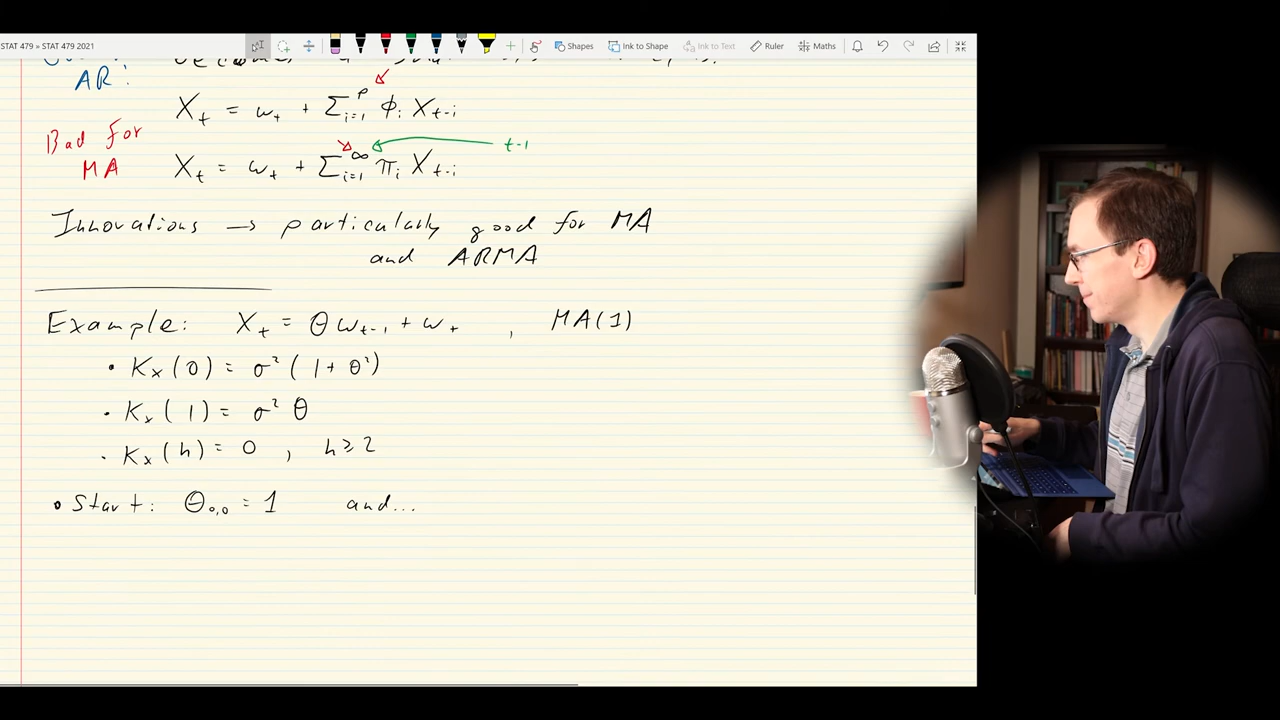 STAT 479 » STAT 479 2021
Shapes
Ink to Shape
Ink to Text
Ruler
Maths
AR:
X_t = w_t + Σ_{i=1}^p ϕ_i X_{t-i}
Bad for
MA
X_t = w_t + Σ_{i=1}^∞ π_i X_{t-i}
t-1
Innovations → particularly good for MA
and ARMA
Example: X_t = θ w_{t-1} + w_t , MA(1)
• K_x(0) = σ² (1 + θ²)
• K_x(1) = σ² θ
• K_x(h) = 0 , h ≥ 2
• Start: θ_{0,0} = 1 and...